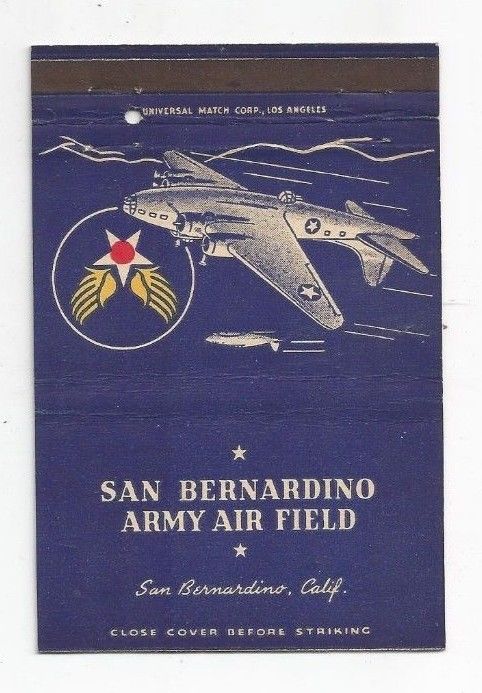 UNIVERSAL MATCH CORP., LOS ANGELES
SAN BERNARDINO
ARMY AIR FIELD
San Bernardino, Calif.
CLOSE COVER BEFORE STRIKING